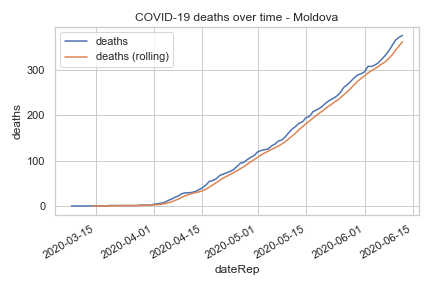 COVID-19 deaths over time - Moldova
deaths
deaths (rolling)
300
200
100
0
deaths
2020-03-15
2020-04-01
2020-04-15
2020-05-01
2020-05-15
2020-06-01
2020-06-15
dateRep